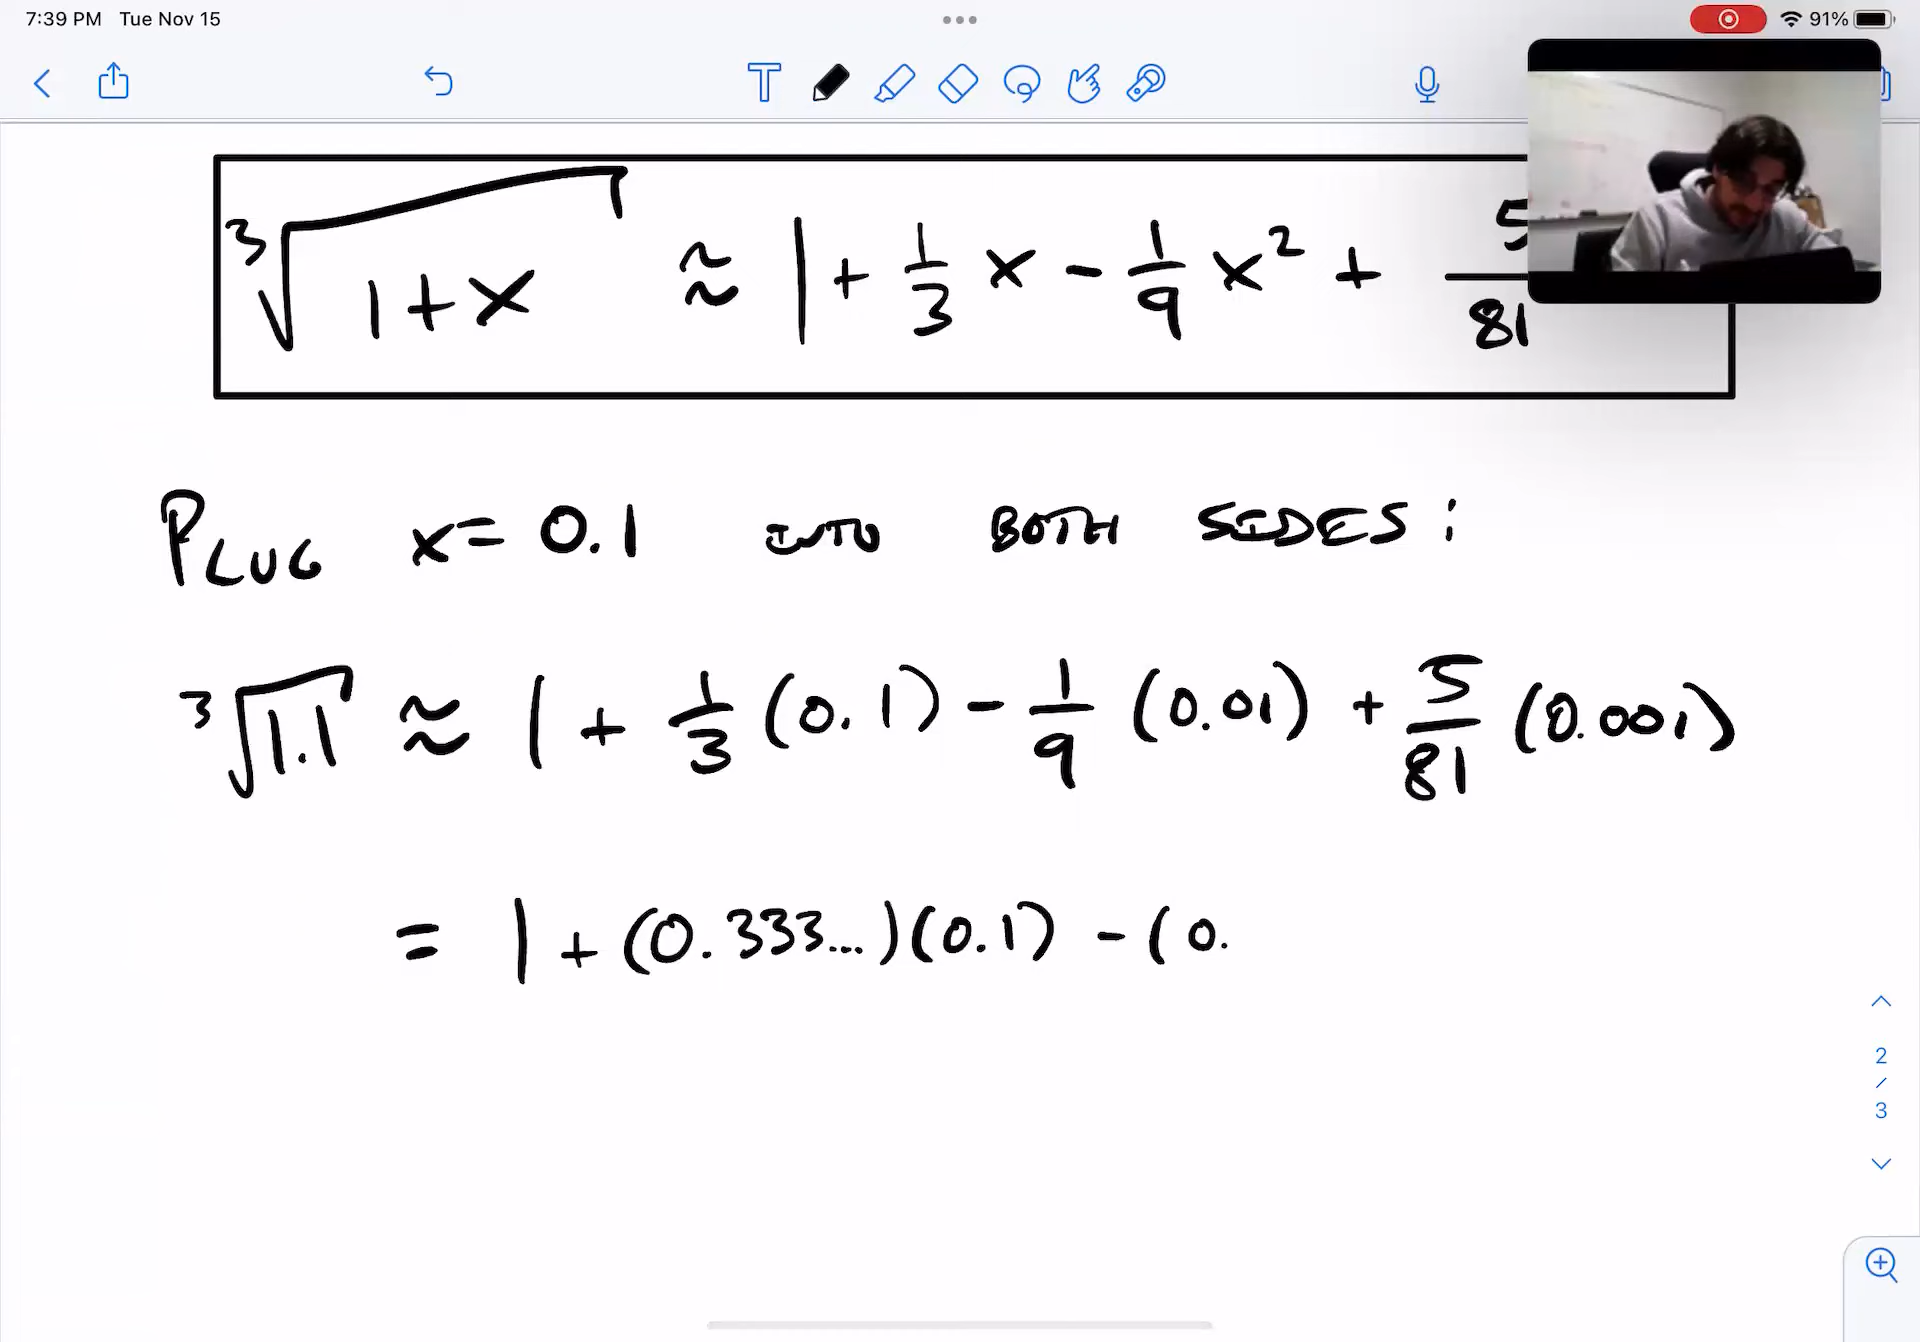 7:39 PM Tue Nov 15
91%
∛(1+x) ≈ 1 + 1/3 x - 1/9 x² + 5/81
PLUG x = 0.1 INTO BOTH SIDES:
∛1.1 ≈ 1 + 1/3 (0.1) - 1/9 (0.01) + 5/81 (0.001)
= 1 + (0.333...)(0.1) - (0.
2
/
3